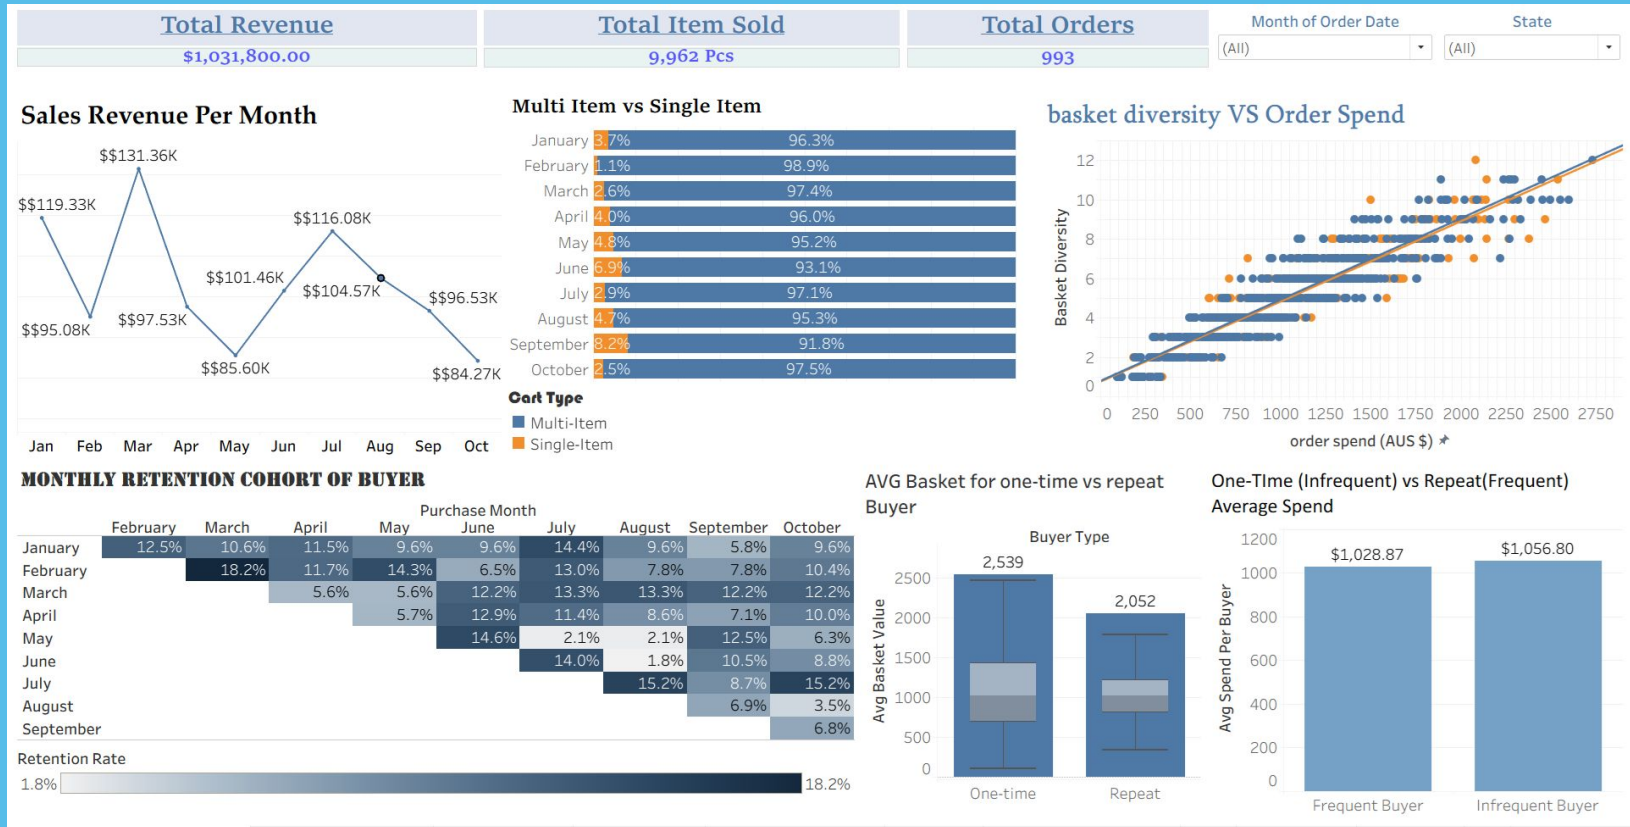 Total Revenue
$1,031,800.00
Total Item Sold
9,962 Pcs
Total Orders
993
Month of Order Date
(All)
State
(All)
Sales Revenue Per Month
$$119.33K
$$95.08K
$$131.36K
$$97.53K
$$85.60K
$$101.46K
$$116.08K
$$104.57K
$$96.53K
$$84.27K
Jan Feb Mar Apr May Jun Jul Aug Sep Oct
Multi Item vs Single Item
January 3.7% 96.3%
February 1.1% 98.9%
March 2.6% 97.4%
April 4.0% 96.0%
May 4.8% 95.2%
June 6.9% 93.1%
July 2.9% 97.1%
August 4.7% 95.3%
September 8.2% 91.8%
October 2.5% 97.5%
Cart Type
Multi-Item
Single-Item
basket diversity VS Order Spend
Basket Diversity
12
10
8
6
4
2
0
0 250 500 750 1000 1250 1500 1750 2000 2250 2500 2750
order spend (AUS $)
MONTHLY RETENTION COHORT OF BUYER
Purchase Month
February March April May June July August September October
January 12.5% 10.6% 11.5% 9.6% 9.6% 14.4% 9.6% 5.8% 9.6%
February 18.2% 11.7% 14.3% 6.5% 13.0% 7.8% 7.8% 10.4%
March 5.6% 5.6% 12.2% 13.3% 13.3% 12.2% 12.2%
April 5.7% 12.9% 11.4% 8.6% 7.1% 10.0%
May 14.6% 2.1% 2.1% 12.5% 6.3%
June 14.0% 1.8% 10.5% 8.8%
July 15.2% 8.7% 15.2%
August 6.9% 3.5%
September 6.8%
Retention Rate
1.8% 18.2%
AVG Basket for one-time vs repeat
Buyer
Buyer Type
Avg Basket Value
2500
2000
1500
1000
500
0
2,539
2,052
One-time Repeat
One-TIme (Infrequent) vs Repeat(Frequent)
Average Spend
Avg Spend Per Buyer
1200
1000
800
600
400
200
0
$1,028.87
$1,056.80
Frequent Buyer Infrequent Buyer